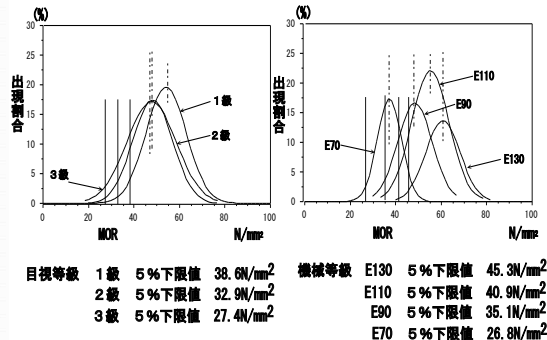 (%)
30
25
20
15
10
5
0
出現割合
1級
2級
3級
0 20 40 60 80 100
MOR N/mm²
(%)
30
25
20
15
10
5
0
出現割合
E110
E90
E70
E130
0 20 40 60 80 100
MOR N/mm²
目視等級 1級 5%下限値 38.6N/mm²
2級 5%下限値 32.9N/mm²
3級 5%下限値 27.4N/mm²
機械等級 E130 5%下限値 45.3N/mm²
E110 5%下限値 40.9N/mm²
E90 5%下限値 35.1N/mm²
E70 5%下限値 26.8N/mm²